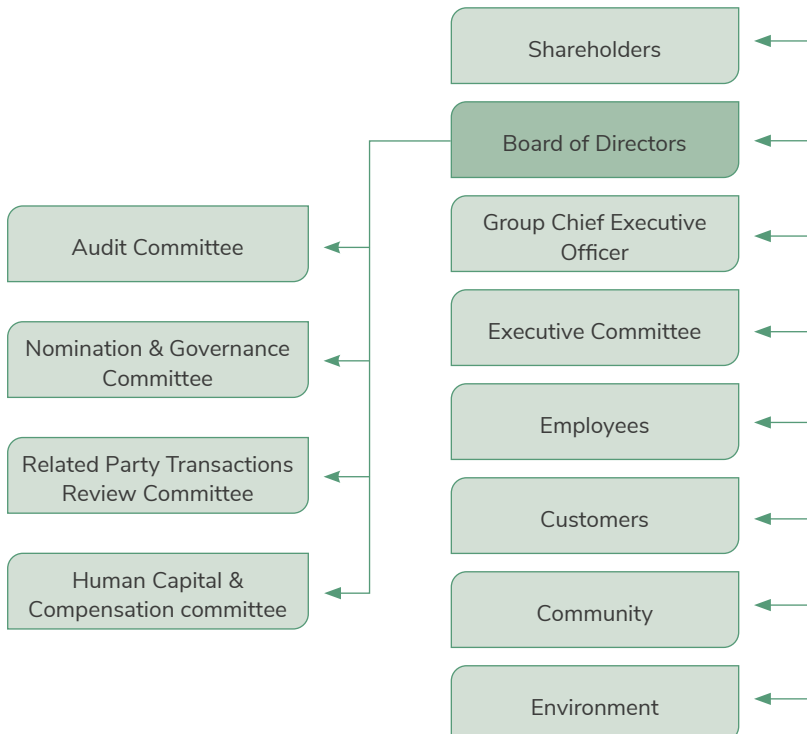 Shareholders
Board of Directors
Group Chief Executive
Officer
Executive Committee
Employees
Customers
Community
Environment
Audit Committee
Nomination & Governance
Committee
Related Party Transactions
Review Committee
Human Capital &
Compensation committee